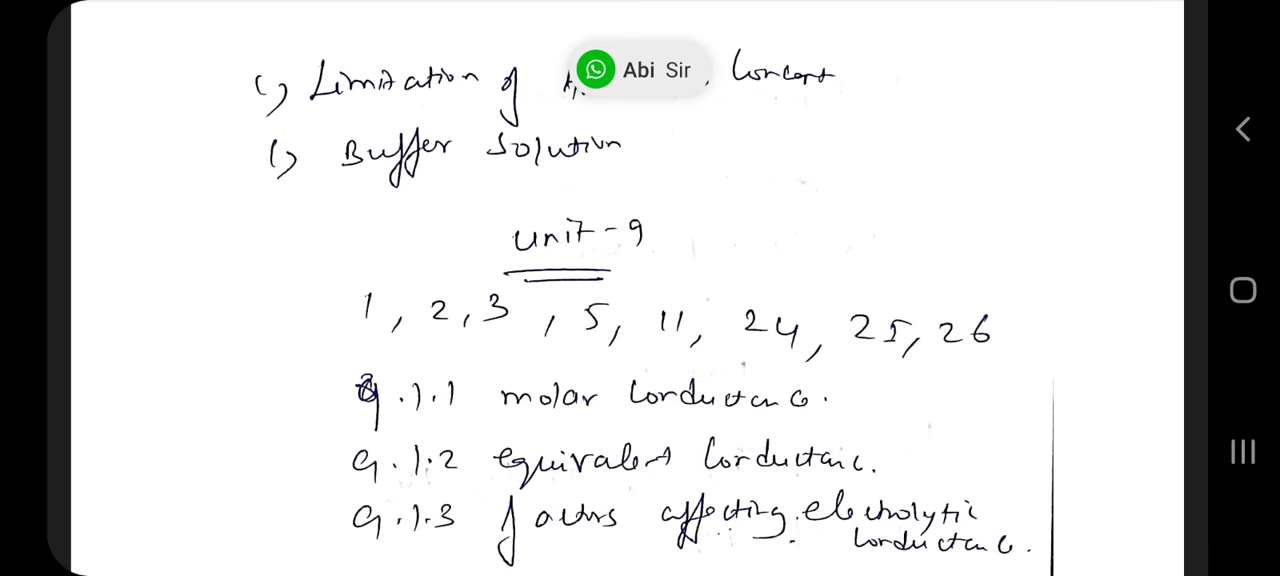 (,) Limitation of Concept
(,) Buffer Solution
Abi Sir
Unit-9
1, 2, 3, 5, 11, 24, 25, 26
9.1.1 molar conductance.
9.1.2 equivalent conductance.
9.1.3 factors affecting electrolytic
conductance.